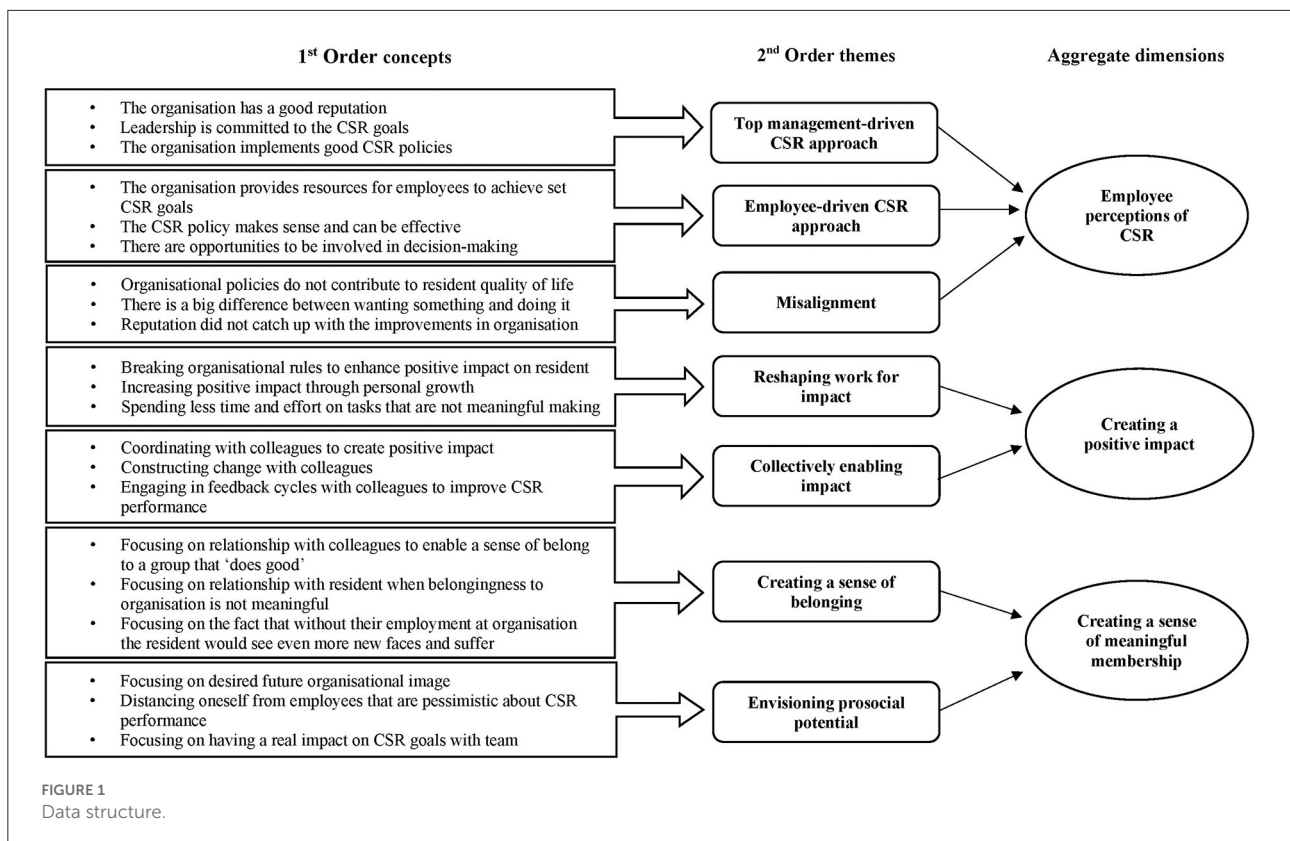 1st Order concepts
2nd Order themes
Aggregate dimensions
• The organisation has a good reputation
• Leadership is committed to the CSR goals
• The organisation implements good CSR policies
Top management-driven
CSR approach
• The organisation provides resources for employees to achieve set
CSR goals
• The CSR policy makes sense and can be effective
• There are opportunities to be involved in decision-making
Employee-driven CSR
approach
Employee
perceptions of
CSR
• Organisational policies do not contribute to resident quality of life
• There is a big difference between wanting something and doing it
• Reputation did not catch up with the improvements in organisation
Misalignment
• Breaking organisational rules to enhance positive impact on resident
• Increasing positive impact through personal growth
• Spending less time and effort on tasks that are not meaningful making
Reshaping work for
impact
• Coordinating with colleagues to create positive impact
• Constructing change with colleagues
• Engaging in feedback cycles with colleagues to improve CSR
performance
Collectively enabling
impact
Creating
a positive
impact
• Focusing on relationship with colleagues to enable a sense of belong
to a group that ‘does good’
• Focusing on relationship with resident when belongingness to
organisation is not meaningful
• Focusing on the fact that without their employment at organisation
the resident would see even more new faces and suffer
Creating a sense of
belonging
• Focusing on desired future organisational image
• Distancing oneself from employees that are pessimistic about CSR
performance
• Focusing on having a real impact on CSR goals with team
Envisioning prosocial
potential
Creating a sense
of meaningful
membership
FIGURE 1
Data structure.